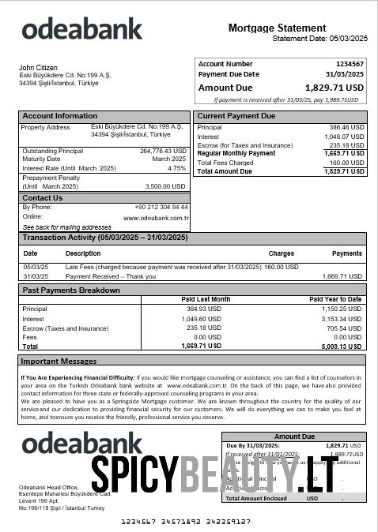 odeabank
Mortgage Statement
Statement Date: 05/03/2025
John Citizen
Eski Büyükdere Cd. No:199 A.Ş,
34394 Şişli/İstanbul, Türkiye
Account Number 1234567
Payment Due Date 31/03/2025
Amount Due 1,829.71 USD
If payment is received after 31/03/25, pay 1,989.71USD
Account Information
Property Address Eski Büyükdere Cd. No:199 A.Ş,
34394 Şişli/İstanbul, Türkiye
Outstanding Principal 264,776.43 USD
Maturity Date March 2025
Interest Rate (Until March 2025) 4.75%
Prepayment Penalty
(Until March 2025) 3,500.00 USD
Contact Us
By Phone: +90 212 304 84 44
Online: www.odeabank.com.tr
See back for mailing addresses
Current Payment Due
Principal 386.46 USD
Interest 1,048.07 USD
Escrow (for Taxes and Insurance) 235.18 USD
Regular Monthly Payment 1,669.71 USD
Total Fees Charged 160.00 USD
Total Amount Due 1,829.71 USD
Transaction Activity (05/03/2025 – 31/03/2025)
Date Description Charges Payments
05/03/25 Late Fees (charged because payment was received after 31/03/2025) 160.00 USD
31/03/25 Payment Received – Thank you 1,669.71 USD
Past Payments Breakdown
Paid Last Month Paid Year to Date
Principal 384.93 USD 1,150.25 USD
Interest 1,049.60 USD 3,153.34 USD
Escrow (Taxes and Insurance) 235.18 USD 705.54 USD
Fees 0.00 USD 0.00 USD
Total 1,669.71 USD 5,009.13 USD
Important Messages
If You Are Experiencing Financial Difficulty: if you would like mortgage counseling or assistance, you can find a list of counselors in
your area on the Turkish Odeabank bank website at www.odeabank.com.tr. On the back of this page, we have also provided
contact information for these state or federally-approved counseling programs in your area.
We are pleased to have you as a Springside Mortgage customer. We are known throughout the country for the quality of our
service and our dedication to providing financial security for our customers. We will do everything we can to make you feel at
home, and to ensure you receive the friendly, professional service you deserve.
odeabank
Odeabank Head Office,
Esentepe Mahallesi Büyükdere Cad.
Levent 199 Apt.
No:199/119 Şişli / İstanbul Turkey
Amount Due
Due By 31/03/2025: 1,829.71 USD
If received after 31/03/25: 1,989.71USD
Total Amount Enclosed USD
SPICYBEAUTY.LT
1234567 34571892 342359127